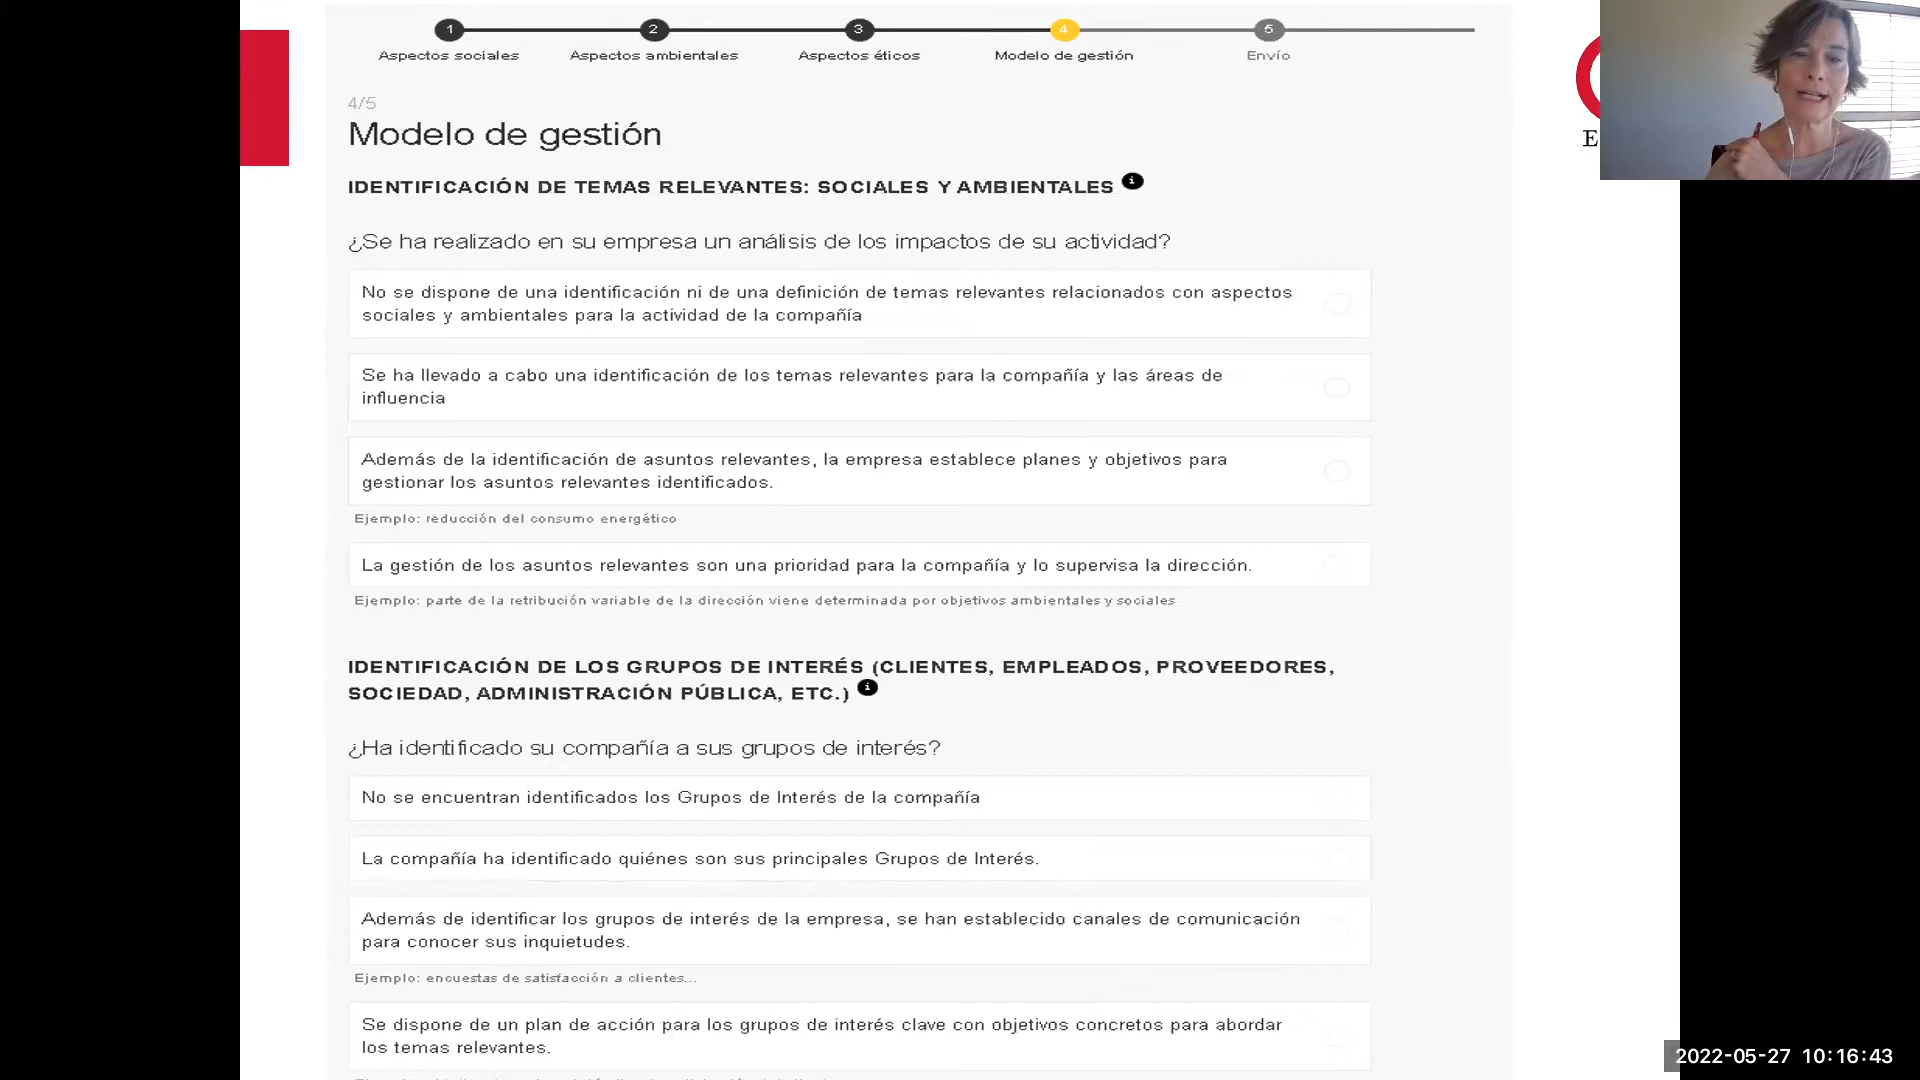 1 2 3 4 5
Aspectos sociales Aspectos ambientales Aspectos éticos Modelo de gestión Envío
4/5
Modelo de gestión
IDENTIFICACIÓN DE TEMAS RELEVANTES: SOCIALES Y AMBIENTALES i
¿Se ha realizado en su empresa un análisis de los impactos de su actividad?
No se dispone de una identificación ni de una definición de temas relevantes relacionados con aspectos
sociales y ambientales para la actividad de la compañía
Se ha llevado a cabo una identificación de los temas relevantes para la compañía y las áreas de
influencia
Además de la identificación de asuntos relevantes, la empresa establece planes y objetivos para
gestionar los asuntos relevantes identificados.
Ejemplo: reducción del consumo energético
La gestión de los asuntos relevantes son una prioridad para la compañía y lo supervisa la dirección.
Ejemplo: parte de la retribución variable de la dirección viene determinada por objetivos ambientales y sociales
IDENTIFICACIÓN DE LOS GRUPOS DE INTERÉS (CLIENTES, EMPLEADOS, PROVEEDORES,
SOCIEDAD, ADMINISTRACIÓN PÚBLICA, ETC.) i
¿Ha identificado su compañía a sus grupos de interés?
No se encuentran identificados los Grupos de Interés de la compañía
La compañía ha identificado quiénes son sus principales Grupos de Interés.
Además de identificar los grupos de interés de la empresa, se han establecido canales de comunicación
para conocer sus inquietudes.
Ejemplo: encuestas de satisfacción a clientes...
Se dispone de un plan de acción para los grupos de interés clave con objetivos concretos para abordar
los temas relevantes.
E
2022-05-27 10:16:43